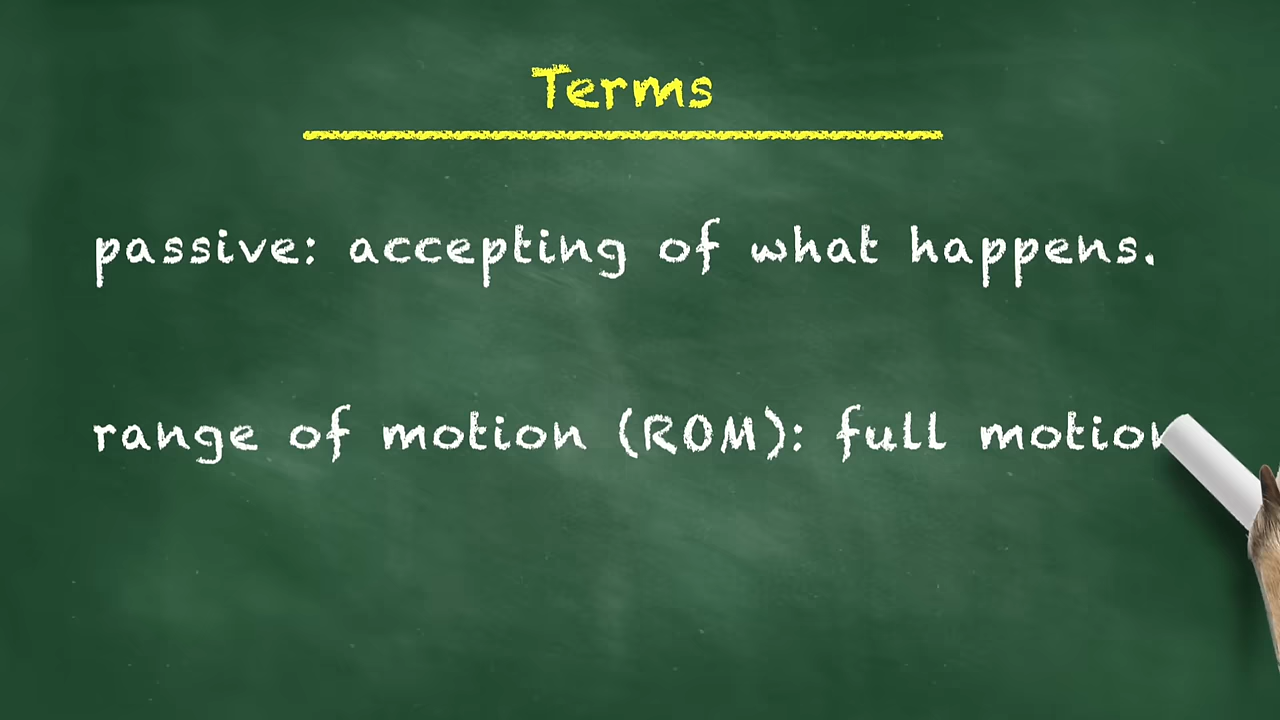 Terms
passive: accepting of what happens.
range of motion (ROM): full motion